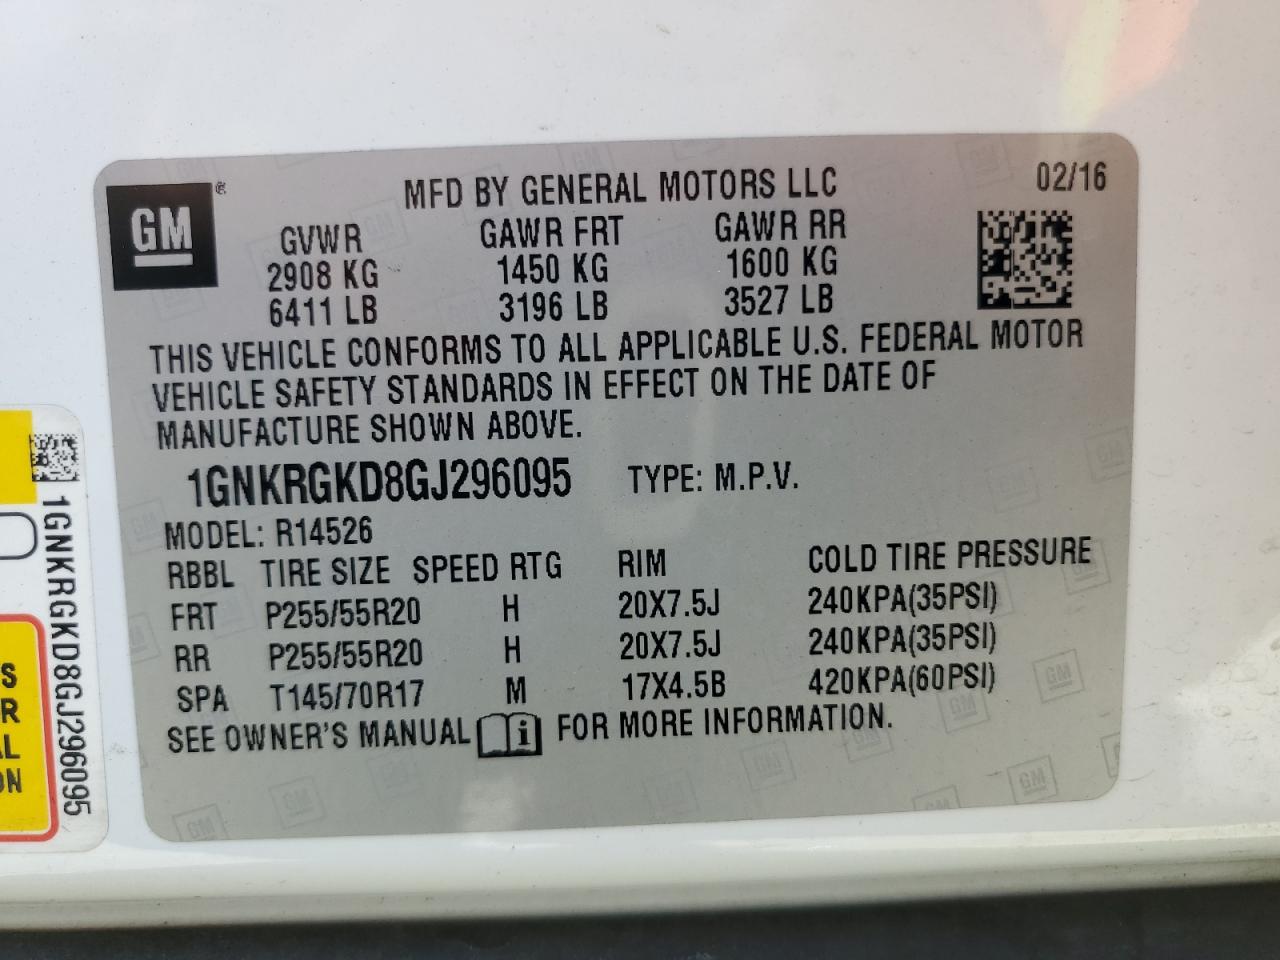 GM ®
MFD BY GENERAL MOTORS LLC 02/16
GVWR GAWR FRT GAWR RR
2908 KG 1450 KG 1600 KG
6411 LB 3196 LB 3527 LB
THIS VEHICLE CONFORMS TO ALL APPLICABLE U.S. FEDERAL MOTOR
VEHICLE SAFETY STANDARDS IN EFFECT ON THE DATE OF
MANUFACTURE SHOWN ABOVE.
1GNKRGKD8GJ296095 TYPE: M.P.V.
MODEL: R14526
RBBL TIRE SIZE SPEED RTG RIM COLD TIRE PRESSURE
FRT P255/55R20 H 20X7.5J 240KPA(35PSI)
RR P255/55R20 H 20X7.5J 240KPA(35PSI)
SPA T145/70R17 M 17X4.5B 420KPA(60PSI)
SEE OWNER'S MANUAL i FOR MORE INFORMATION.
1GNKRGKD8GJ296095
S
R
L
ON